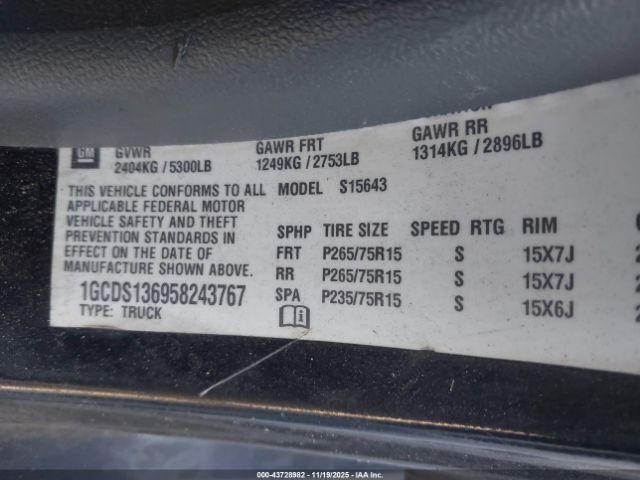 GM
GVWR GAWR FRT GAWR RR
2404KG / 5300LB 1249KG / 2753LB 1314KG / 2896LB
THIS VEHICLE CONFORMS TO ALL MODEL S15643
APPLICABLE FEDERAL MOTOR
VEHICLE SAFETY AND THEFT
PREVENTION STANDARDS IN
EFFECT ON THE DATE OF
MANUFACTURE SHOWN ABOVE.
1GCDS136958243767
TYPE: TRUCK
SPHP TIRE SIZE SPEED RTG RIM
FRT P265/75R15 S 15X7J
RR P265/75R15 S 15X7J
SPA P235/75R15 S 15X6J
00-43728982 - 11/19/2025 - IAA Inc.